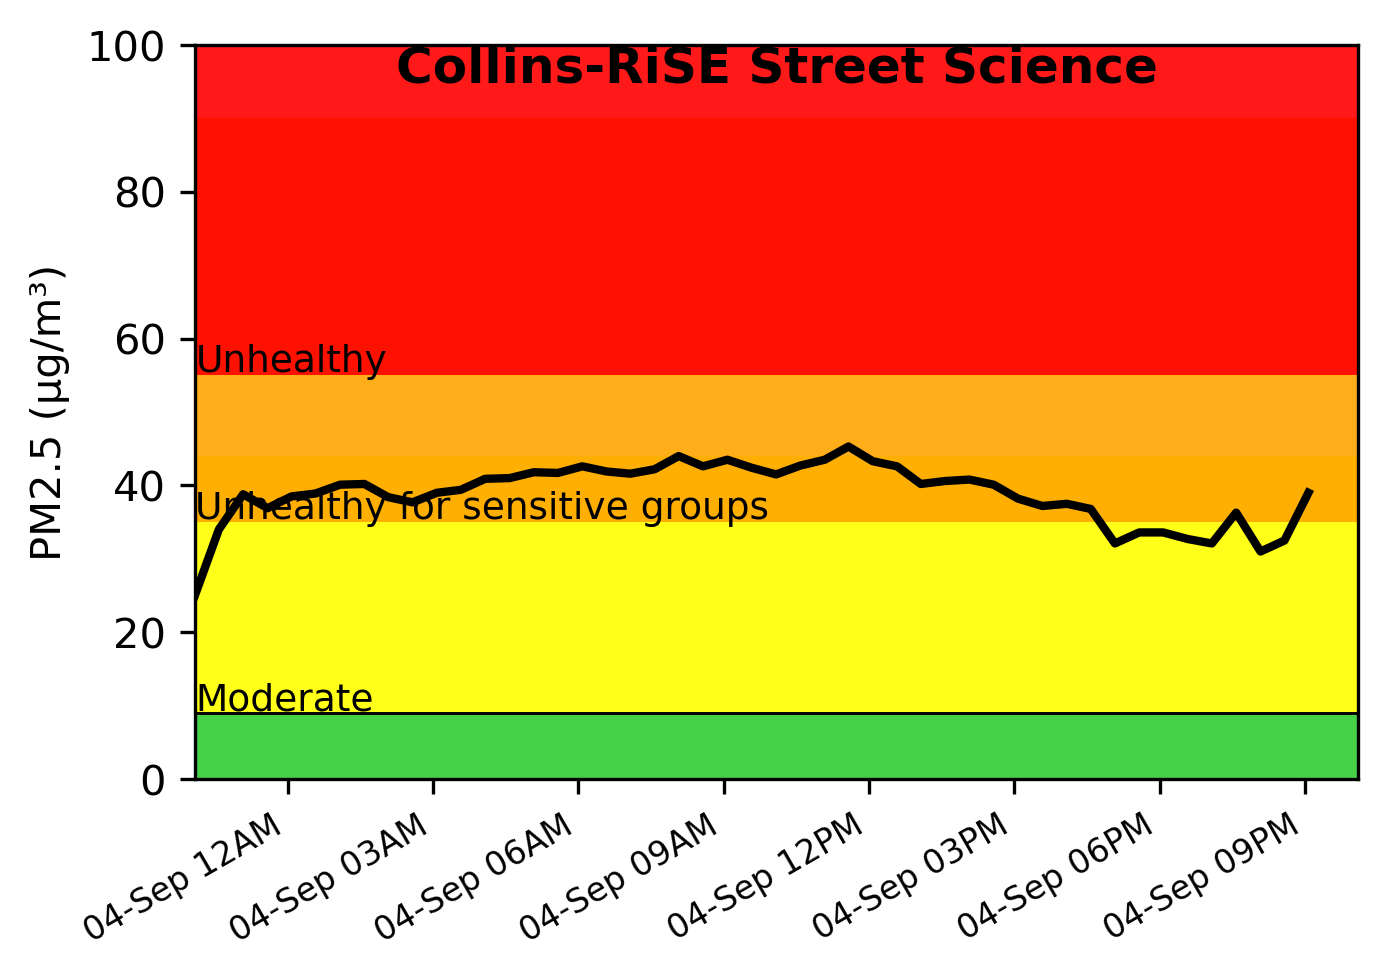 Collins-RiSE Street Science
100
80
60
40
20
0
PM2.5 (µg/m³)
Unhealthy
Unhealthy for sensitive groups
Moderate
04-Sep 12AM
04-Sep 03AM
04-Sep 06AM
04-Sep 09AM
04-Sep 12PM
04-Sep 03PM
04-Sep 06PM
04-Sep 09PM